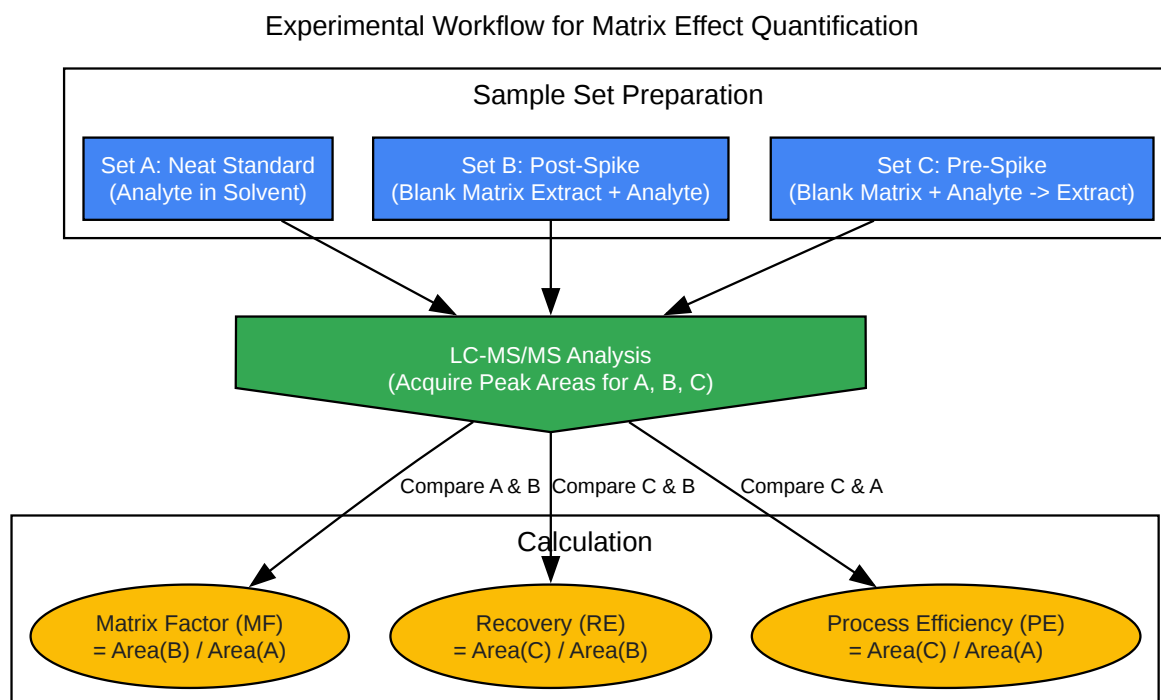 Experimental Workflow for Matrix Effect Quantification
Sample Set Preparation
Set A: Neat Standard
(Analyte in Solvent)
Set B: Post-Spike
(Blank Matrix Extract + Analyte)
Set C: Pre-Spike
(Blank Matrix + Analyte -> Extract)
LC-MS/MS Analysis
(Acquire Peak Areas for A, B, C)
Compare A & B
Compare C & B
Compare C & A
Calculation
Matrix Factor (MF)
= Area(B) / Area(A)
Recovery (RE)
= Area(C) / Area(B)
Process Efficiency (PE)
= Area(C) / Area(A)